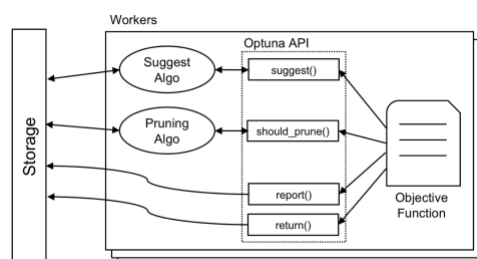 Workers
Optuna API
Suggest
Algo
suggest()
Pruning
Algo
should_prune()
Storage
report()
return()
Objective
Function